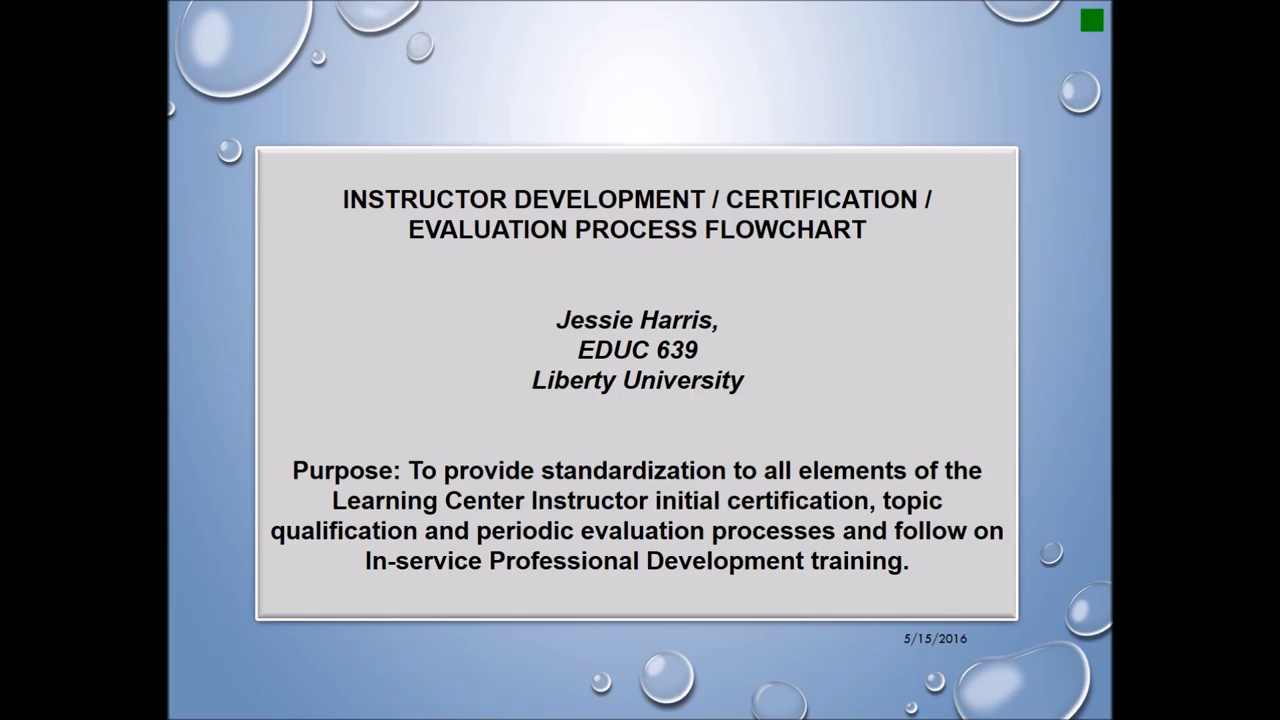 INSTRUCTOR DEVELOPMENT / CERTIFICATION /
EVALUATION PROCESS FLOWCHART
Jessie Harris,
EDUC 639
Liberty University
Purpose: To provide standardization to all elements of the
Learning Center Instructor initial certification, topic
qualification and periodic evaluation processes and follow on
In-service Professional Development training.
5/15/2016